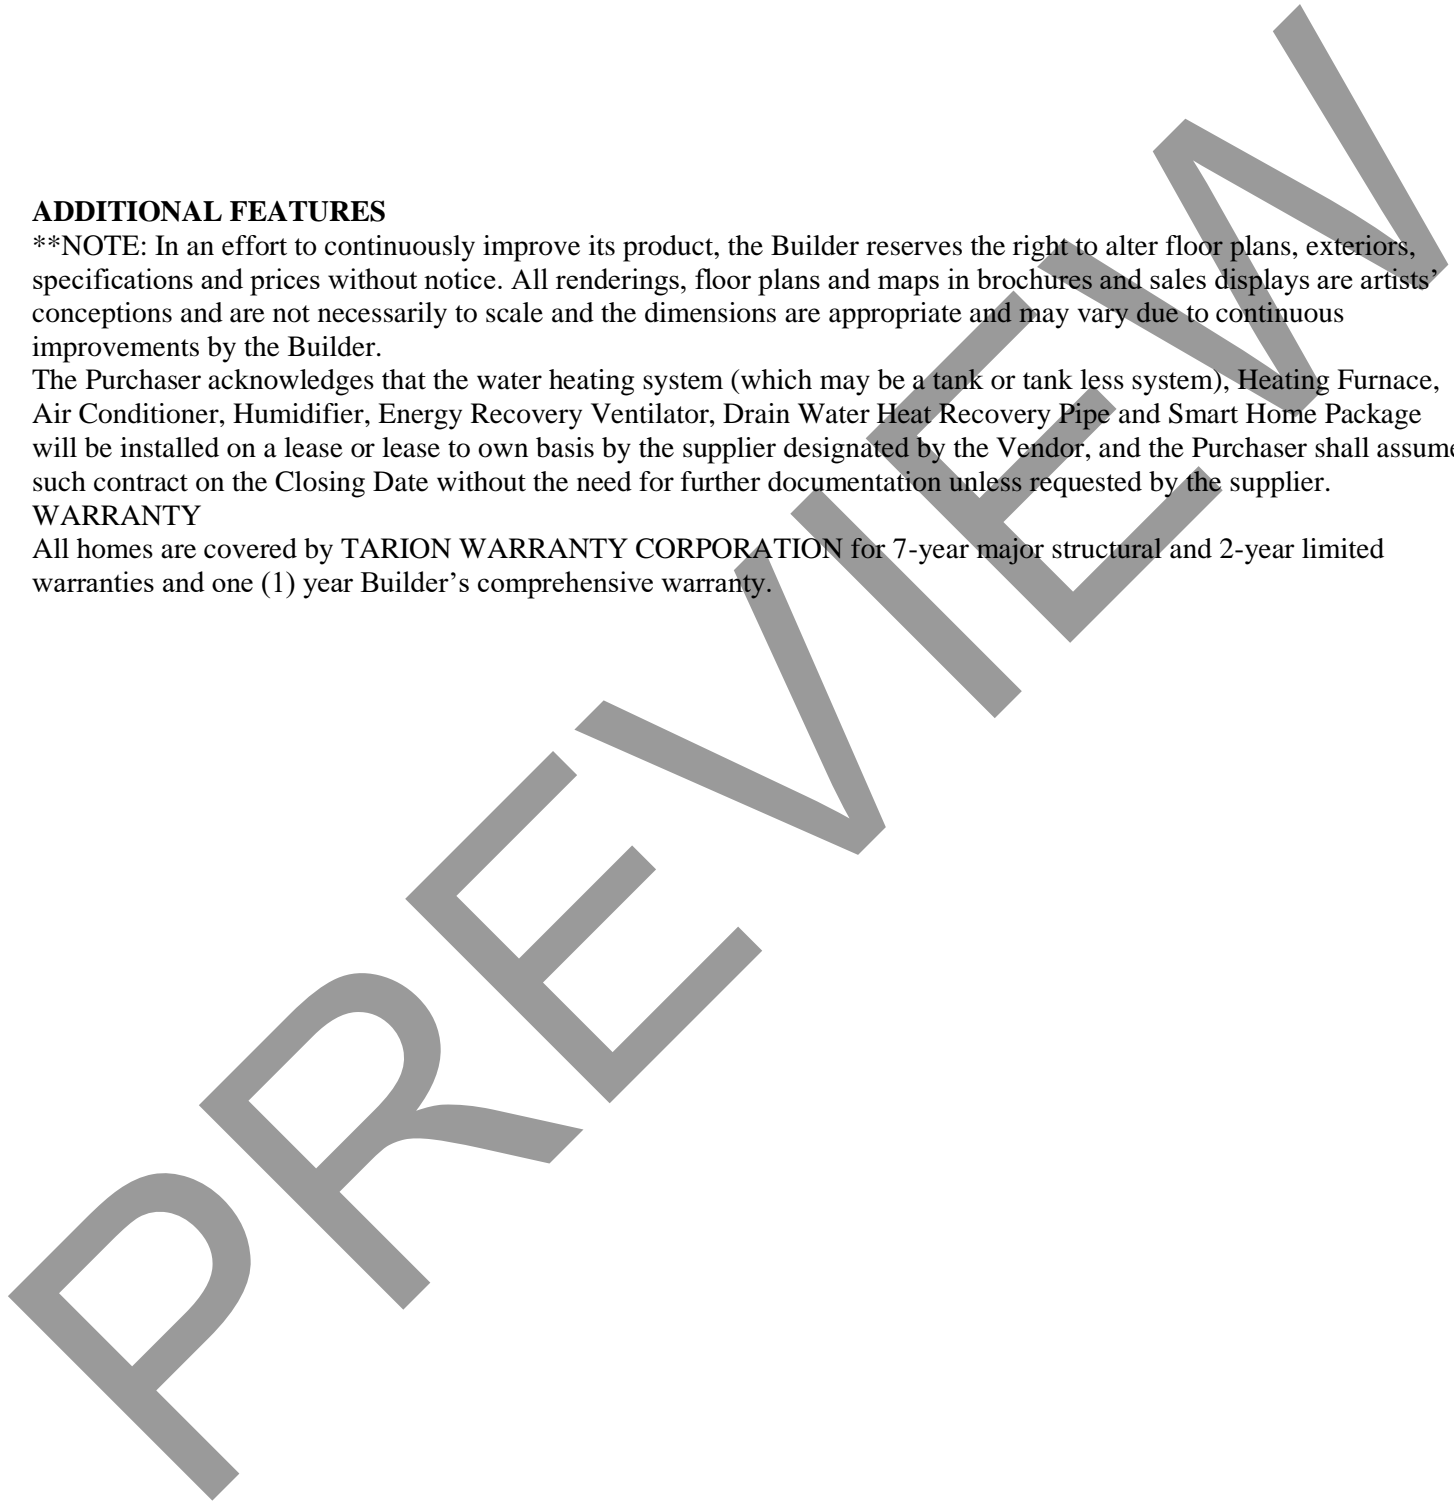 ADDITIONAL FEATURES
**NOTE: In an effort to continuously improve its product, the Builder reserves the right to alter floor plans, exteriors,
specifications and prices without notice. All renderings, floor plans and maps in brochures and sales displays are artists'
conceptions and are not necessarily to scale and the dimensions are appropriate and may vary due to continuous
improvements by the Builder.
The Purchaser acknowledges that the water heating system (which may be a tank or tank less system), Heating Furnace,
Air Conditioner, Humidifier, Energy Recovery Ventilator, Drain Water Heat Recovery Pipe and Smart Home Package
will be installed on a lease or lease to own basis by the supplier designated by the Vendor, and the Purchaser shall assume
such contract on the Closing Date without the need for further documentation unless requested by the supplier.
WARRANTY
All homes are covered by TARION WARRANTY CORPORATION for 7-year major structural and 2-year limited
warranties and one (1) year Builder's comprehensive warranty.
PREVIEW